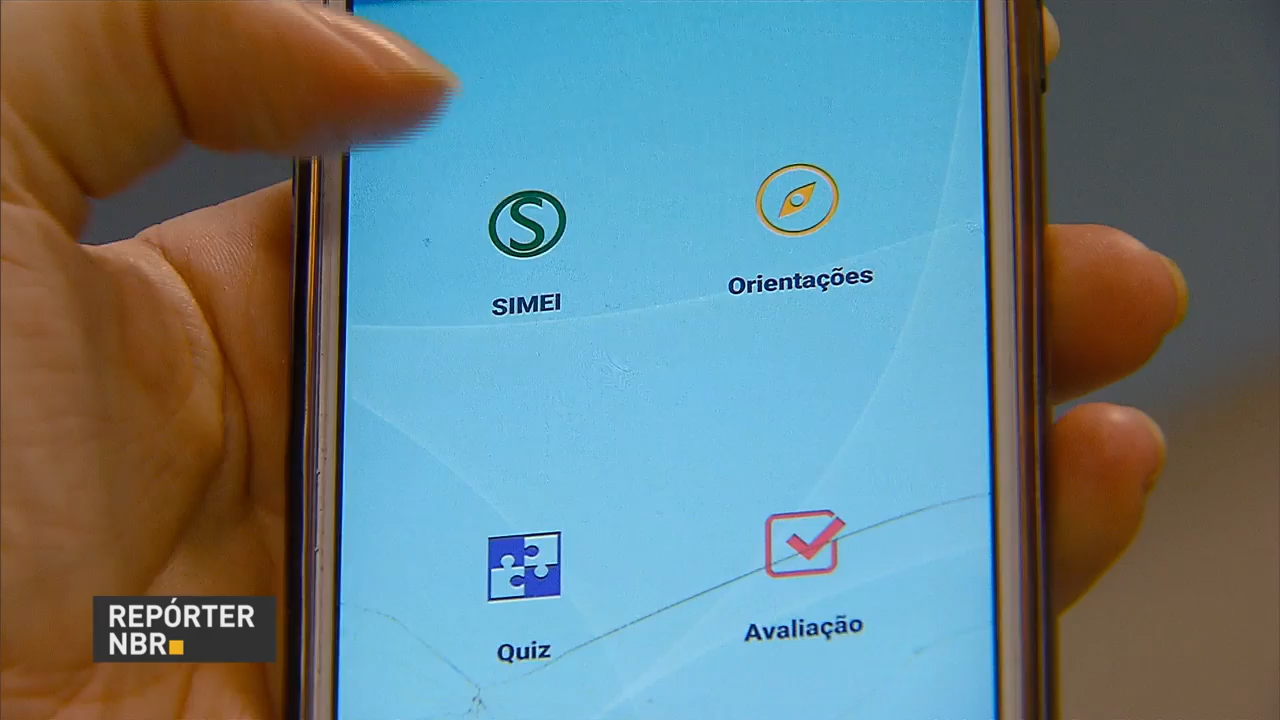 S
SIMEI
Orientações
Quiz
Avaliação
REPÓRTER
NBR